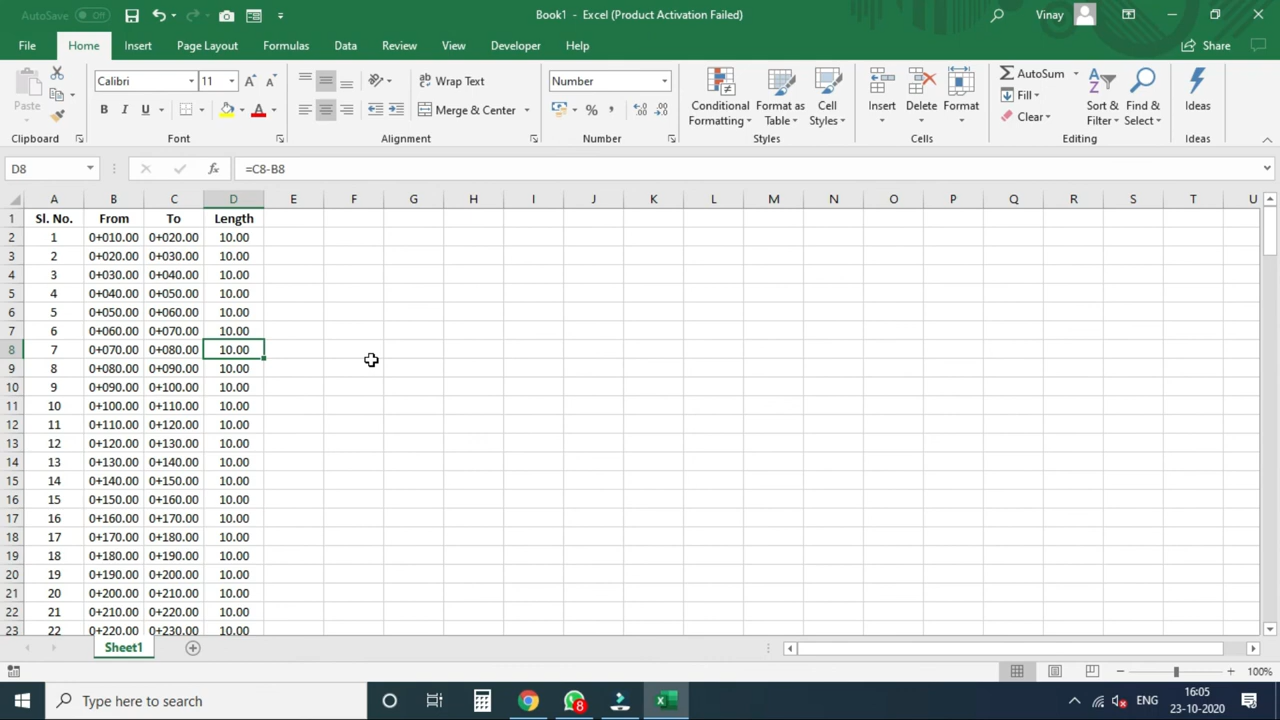 AutoSave Off Book1 - Excel (Product Activation Failed) Vinay
File Home Insert Page Layout Formulas Data Review View Developer Help Share
Paste Calibri 11 Wrap Text Number AutoSum
B I U Merge & Center % , Fill
Conditional Formatting Format as Table Cell Styles Insert Delete Format Clear Sort & Filter Find & Select Ideas
Clipboard Font Alignment Number Styles Cells Editing Ideas
D8 fx =C8-B8
A B C D E F G H I J K L M N O P Q R S T U
1 Sl. No. From To Length
2 1 0+010.00 0+020.00 10.00
3 2 0+020.00 0+030.00 10.00
4 3 0+030.00 0+040.00 10.00
5 4 0+040.00 0+050.00 10.00
6 5 0+050.00 0+060.00 10.00
7 6 0+060.00 0+070.00 10.00
8 7 0+070.00 0+080.00 10.00
9 8 0+080.00 0+090.00 10.00
10 9 0+090.00 0+100.00 10.00
11 10 0+100.00 0+110.00 10.00
12 11 0+110.00 0+120.00 10.00
13 12 0+120.00 0+130.00 10.00
14 13 0+130.00 0+140.00 10.00
15 14 0+140.00 0+150.00 10.00
16 15 0+150.00 0+160.00 10.00
17 16 0+160.00 0+170.00 10.00
18 17 0+170.00 0+180.00 10.00
19 18 0+180.00 0+190.00 10.00
20 19 0+190.00 0+200.00 10.00
21 20 0+200.00 0+210.00 10.00
22 21 0+210.00 0+220.00 10.00
23 22 0+220.00 0+230.00 10.00
Sheet1
100%
Type here to search 8 ENG 16:05
23-10-2020